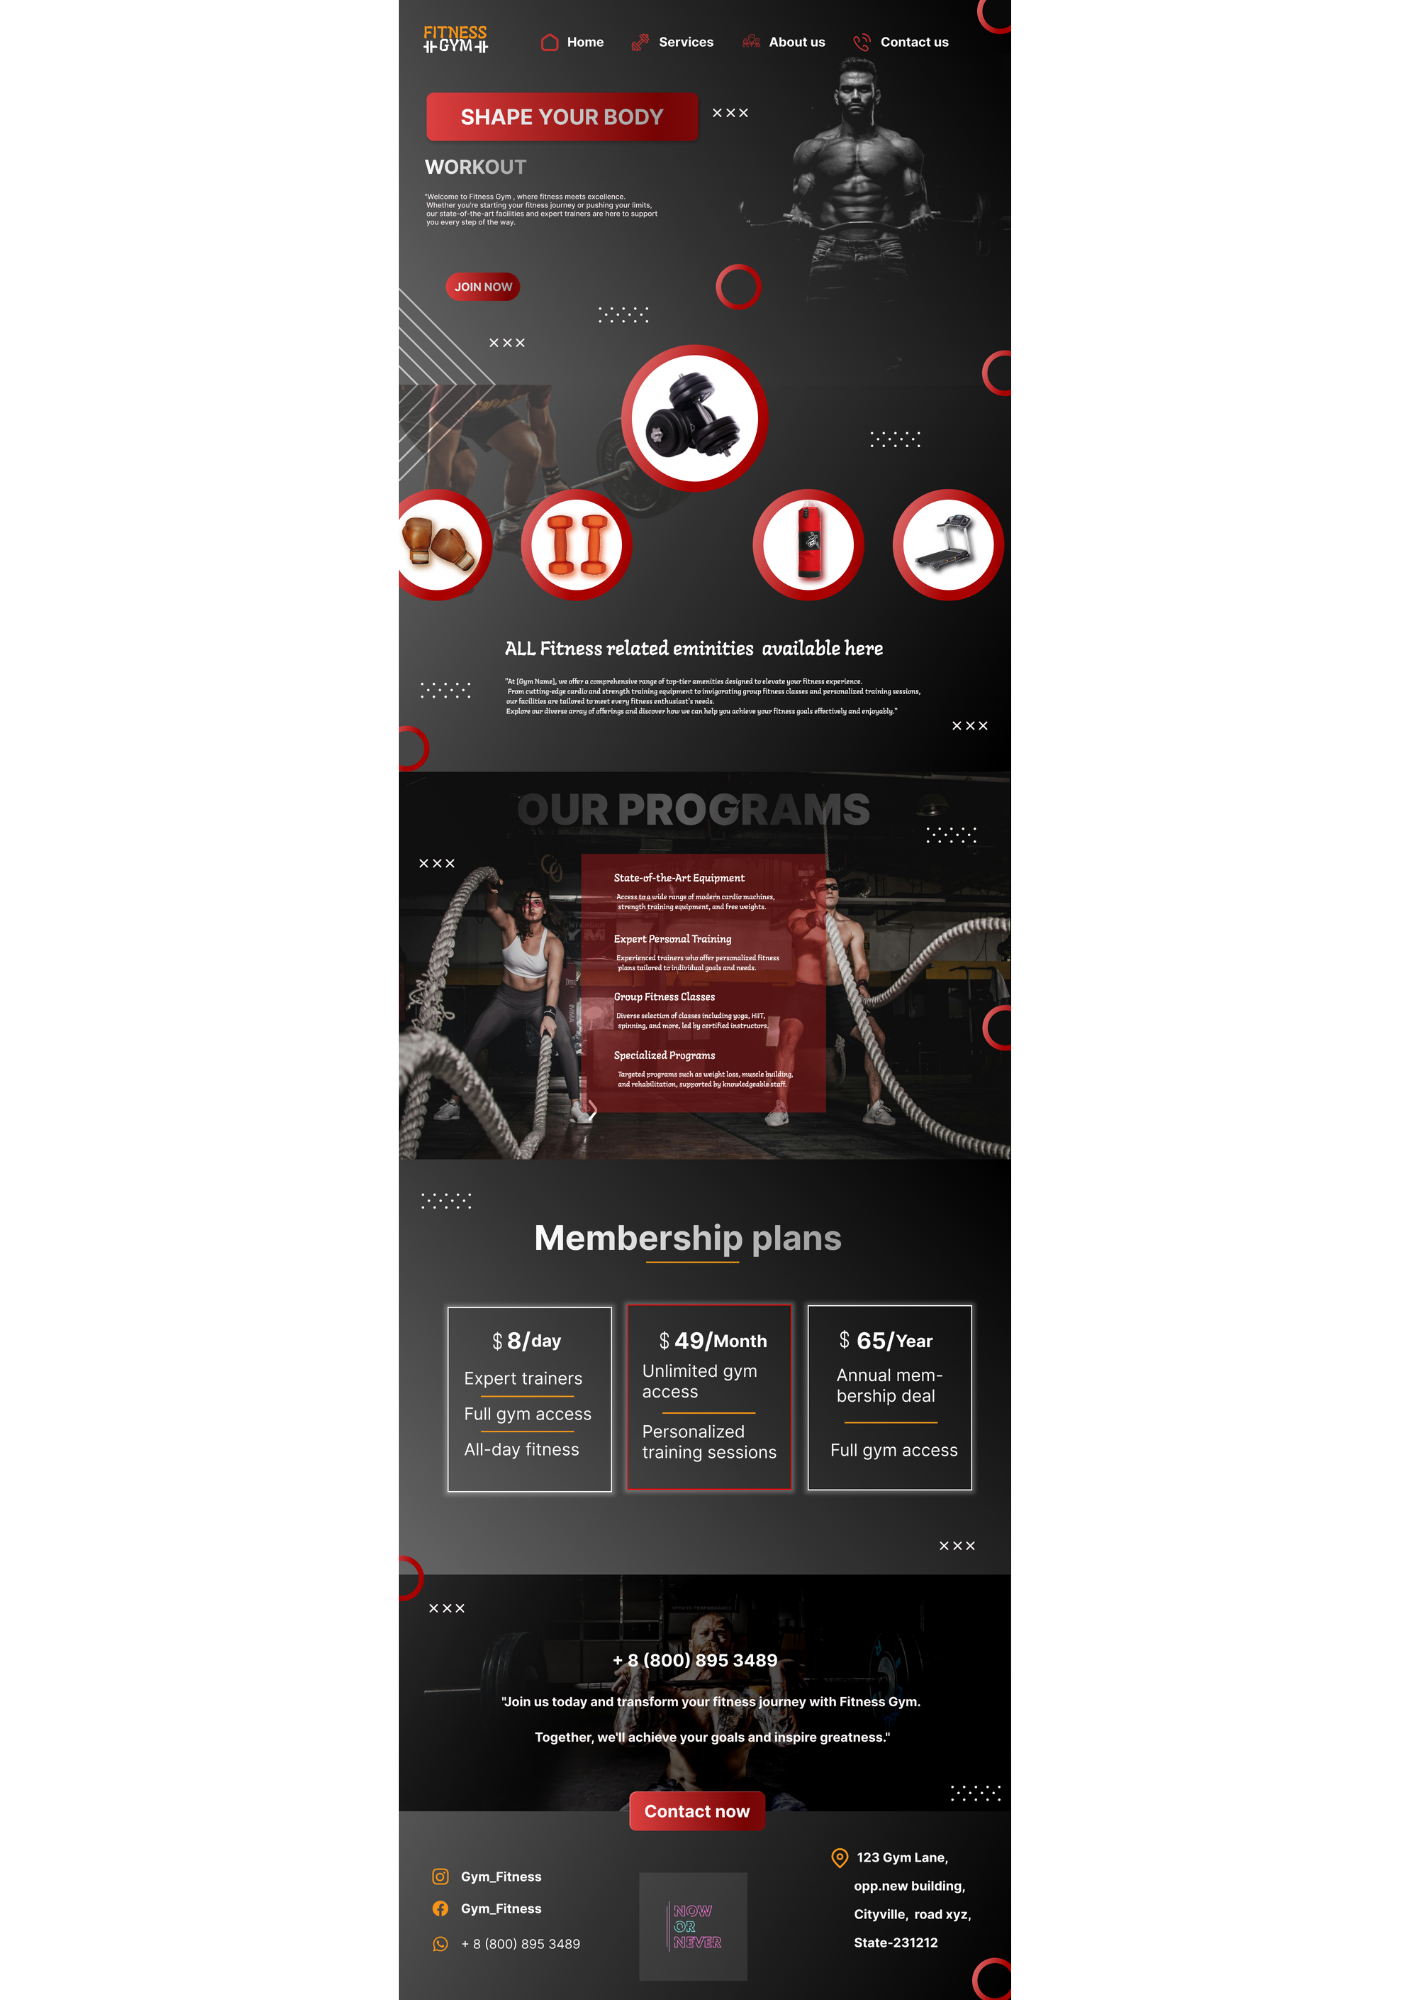 FITNESS
GYM
Home
Services
About us
Contact us
SHAPE YOUR BODY
WORKOUT
"Welcome to Fitness Gym , where fitness meets excellence.
Whether you're starting your fitness journey or pushing your limits,
our state-of-the-art facilities and expert trainers are here to support
you every step of the way.
JOIN NOW
ALL Fitness related eminities available here
"At [Gym Name], we offer a comprehensive range of top-tier amenities designed to elevate your fitness experience.
From cutting-edge cardio and strength training equipment to invigorating group fitness classes and personalized training sessions,
our facilities are tailored to meet every fitness enthusiast's needs.
Explore our diverse array of offerings and discover how we can help you achieve your fitness goals effectively and enjoyably."
OUR PROGRAMS
State-of-the-Art Equipment
Access to a wide range of modern cardio machines,
strength training equipment, and free weights.
Expert Personal Training
Experienced trainers who offer personalized fitness
plans tailored to individual goals and needs.
Group Fitness Classes
Diverse selection of classes including yoga, HIIT,
spinning, and more, led by certified instructors.
Specialized Programs
Targeted programs such as weight loss, muscle building,
and rehabilitation, supported by knowledgeable staff.
Membership plans
$ 8/day
Expert trainers
Full gym access
All-day fitness
$ 49/Month
Unlimited gym
access
Personalized
training sessions
$ 65/Year
Annual mem-
bership deal
Full gym access
+ 8 (800) 895 3489
"Join us today and transform your fitness journey with Fitness Gym.
Together, we'll achieve your goals and inspire greatness."
Contact now
Gym_Fitness
Gym_Fitness
+ 8 (800) 895 3489
NOW
OR
NEVER
123 Gym Lane,
opp.new building,
Cityville, road xyz,
State-231212